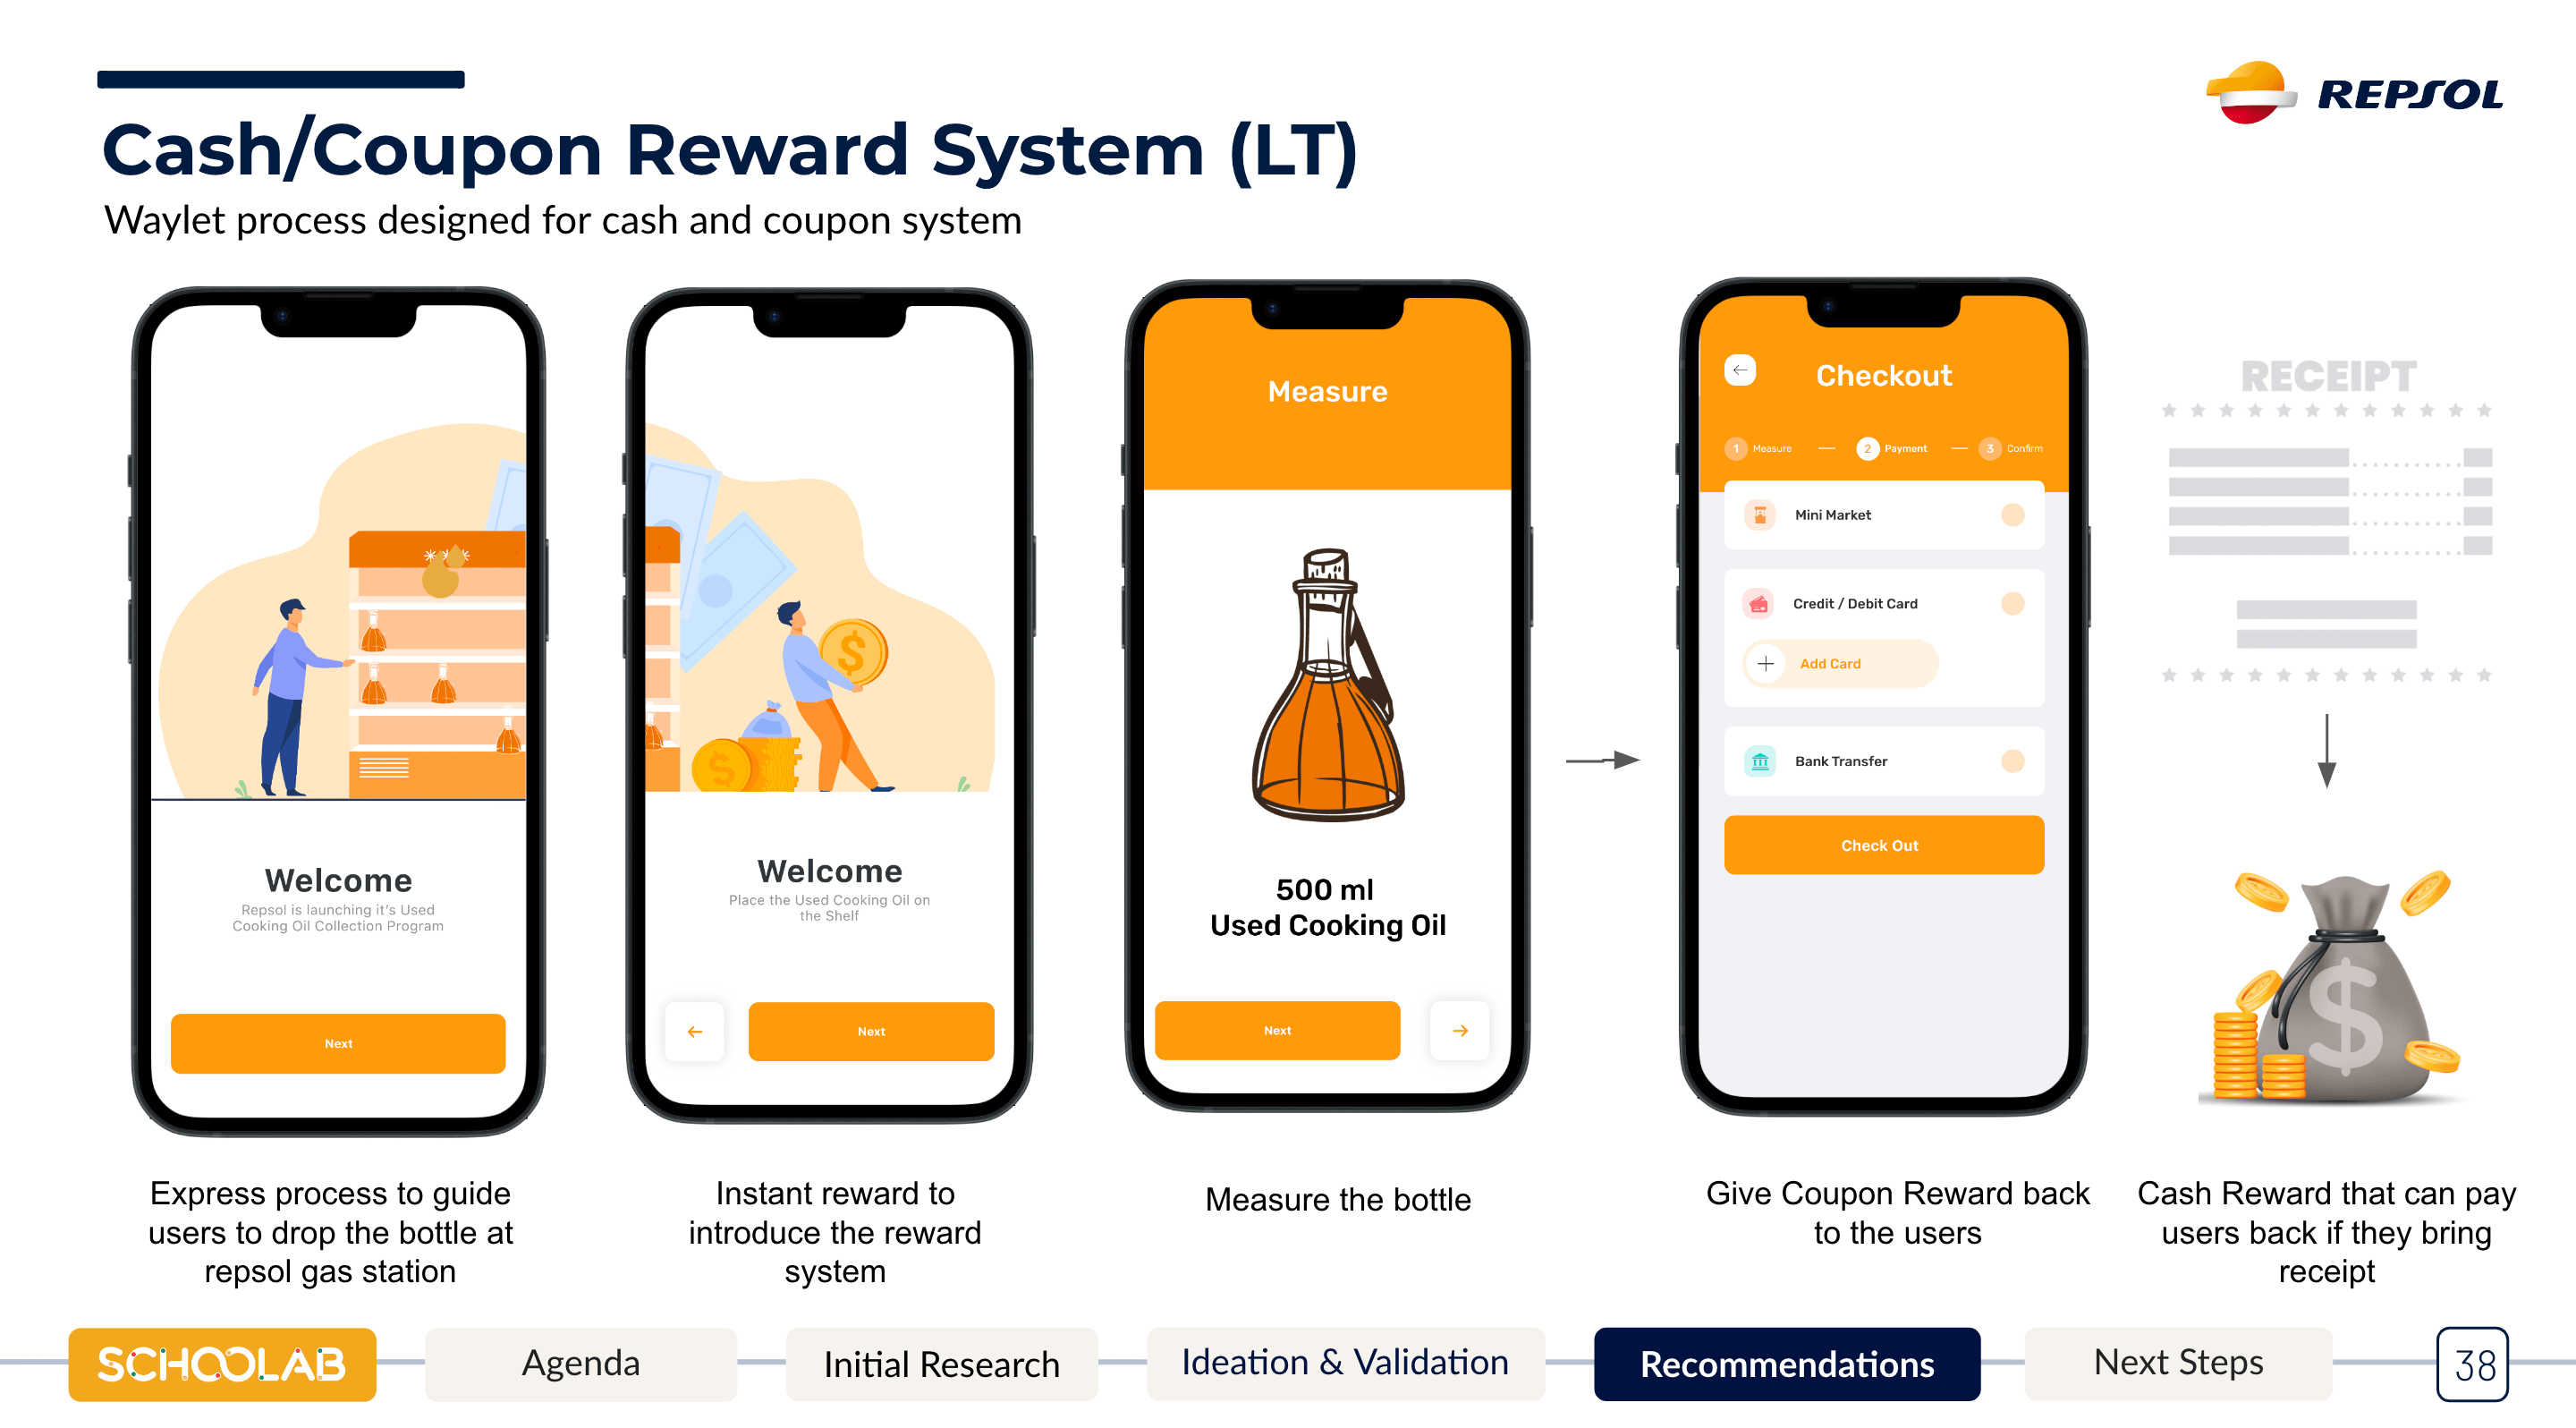 REPSOL
Cash/Coupon Reward System (LT)
Waylet process designed for cash and coupon system
Welcome
Repsol is launching it's Used
Cooking Oil Collection Program
Next
Express process to guide
users to drop the bottle at
repsol gas station
Welcome
Place the Used Cooking Oil on
the Shelf
Next
Instant reward to
introduce the reward
system
Measure
500 ml
Used Cooking Oil
Next
Measure the bottle
Checkout
1 Measure — 2 Payment — 3 Confirm
Mini Market
Credit / Debit Card
Add Card
Bank Transfer
Check Out
Give Coupon Reward back
to the users
RECEIPT
$
Cash Reward that can pay
users back if they bring
receipt
SCHOOLAB
Agenda
Initial Research
Ideation & Validation
Recommendations
Next Steps
38